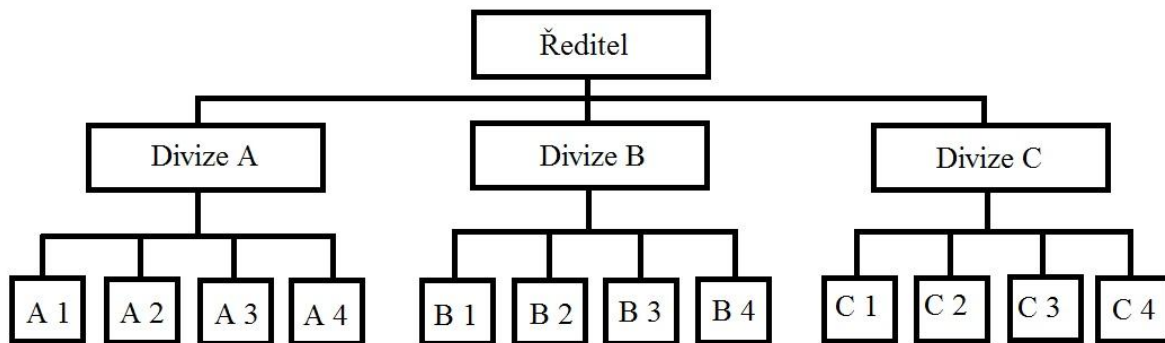 Ředitel
Divize A
Divize B
Divize C
A 1
A 2
A 3
A 4
B 1
B 2
B 3
B 4
C 1
C 2
C 3
C 4